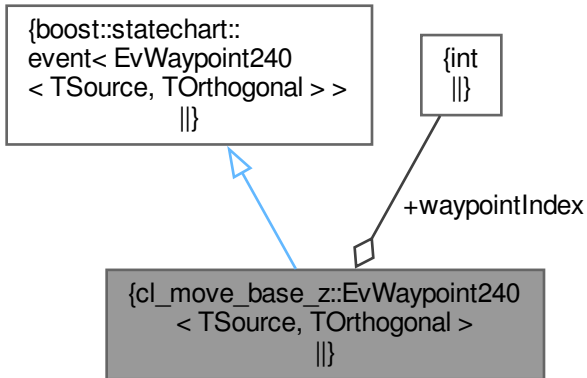 {boost::statechart::
event< EvWaypoint240
< TSource, TOrthogonal > >
||}
{int
||}
+waypointIndex
{cl_move_base_z::EvWaypoint240
< TSource, TOrthogonal >
||}